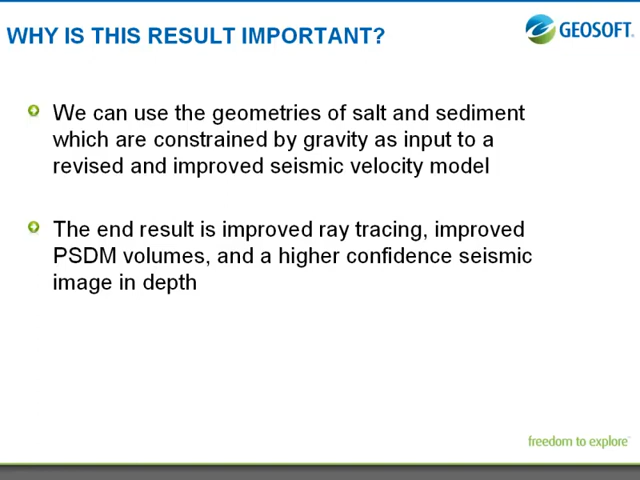 WHY IS THIS RESULT IMPORTANT?
GEOSOFT
We can use the geometries of salt and sediment
which are constrained by gravity as input to a
revised and improved seismic velocity model
The end result is improved ray tracing, improved
PSDM volumes, and a higher confidence seismic
image in depth
freedom to explore